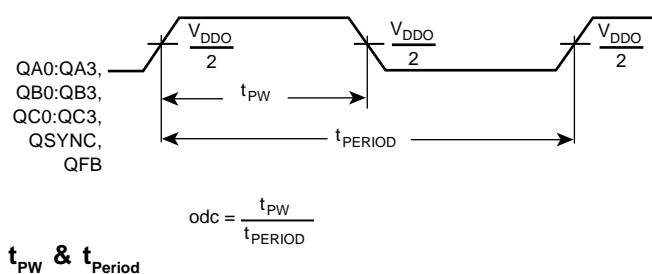 V_DDO / 2
V_DDO / 2
V_DDO / 2
QA0:QA3,
QB0:QB3,
QC0:QC3,
QSYNC,
QFB
t_PW
t_PERIOD
odc = t_PW / t_PERIOD
t_PW & t_Period